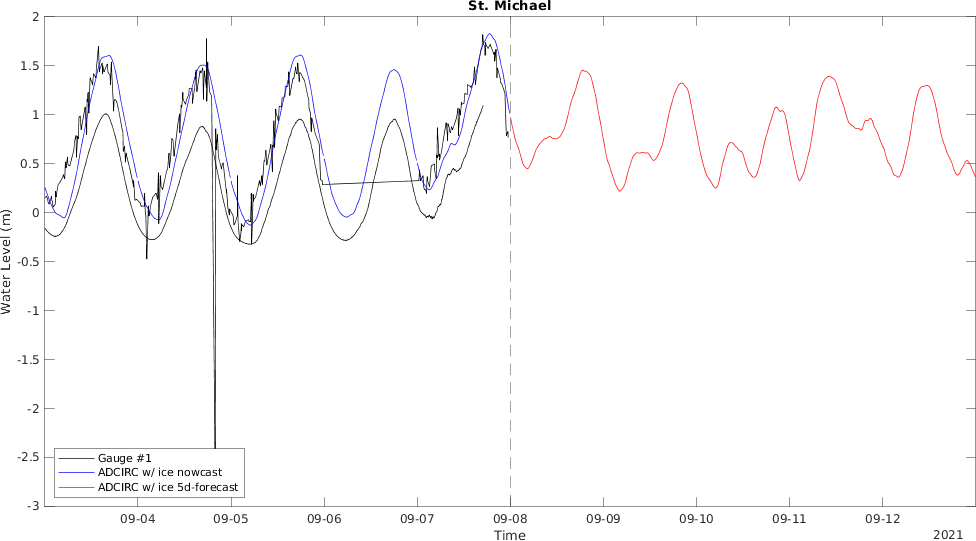 St. Michael
2
1.5
1
0.5
0
-0.5
-1
-1.5
-2
-2.5
-3
Water Level (m)
Gauge #1
ADCIRC w/ ice nowcast
ADCIRC w/ ice 5d-forecast
09-04 09-05 09-06 09-07 09-08 09-09 09-10 09-11 09-12
Time
2021